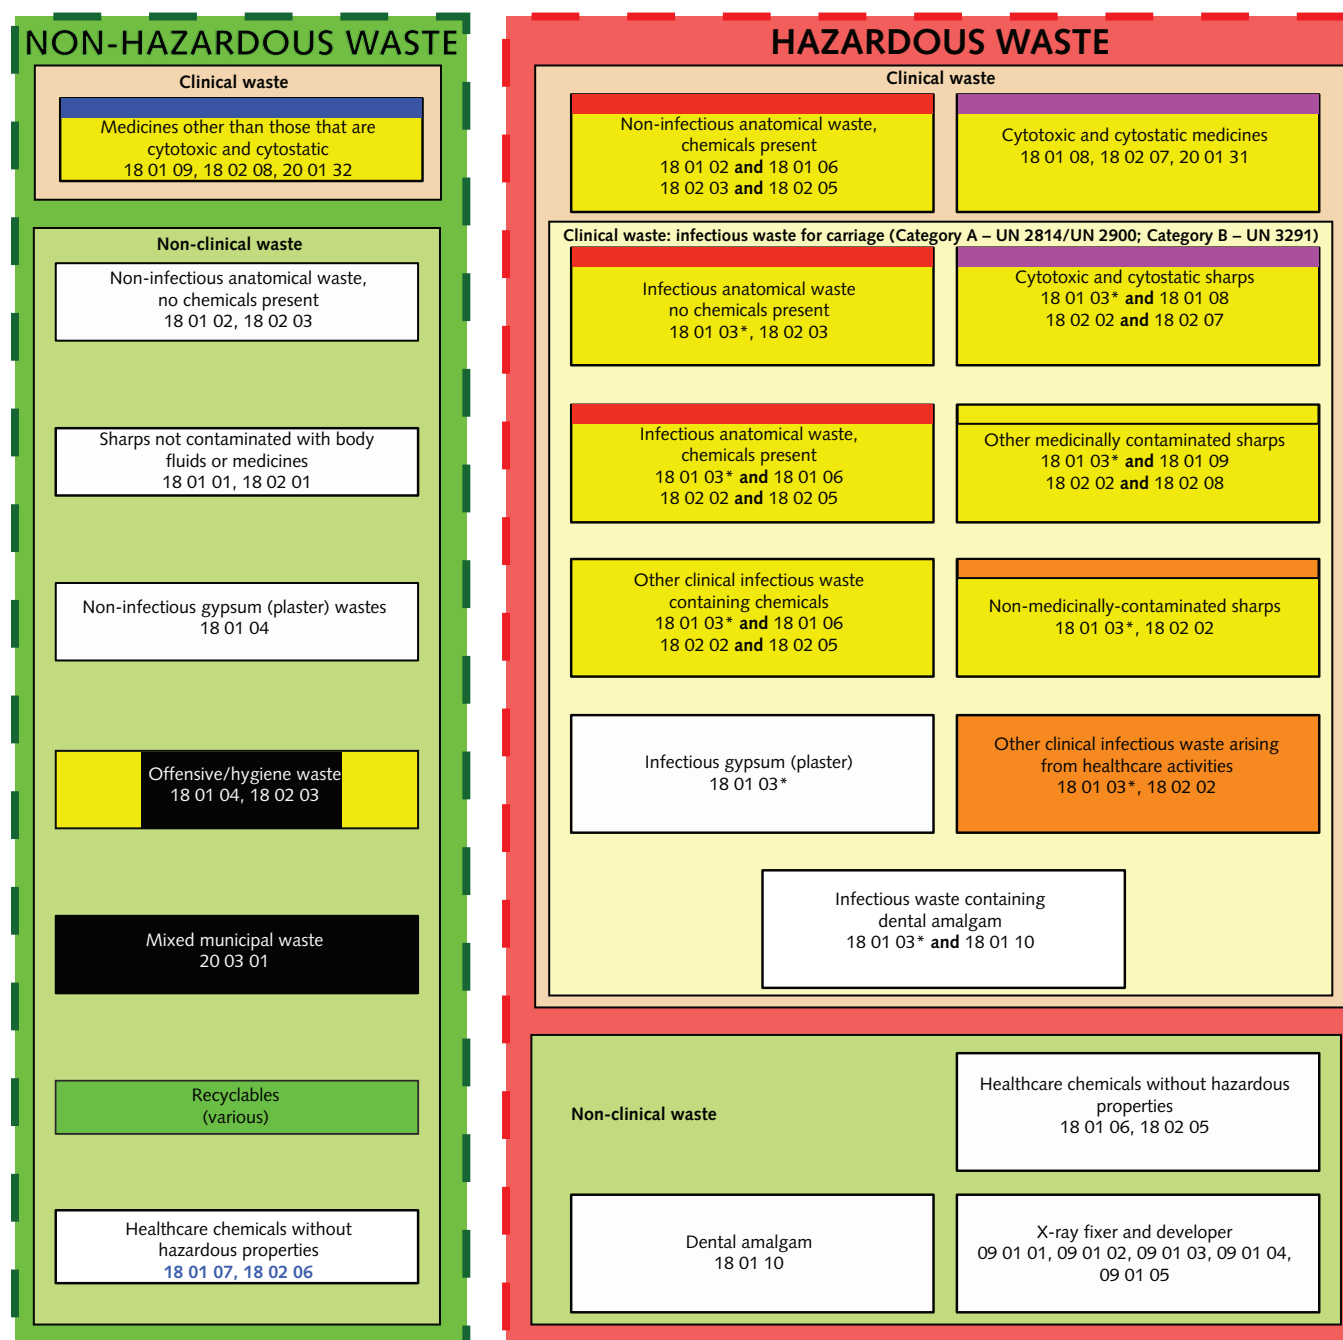 NON-HAZARDOUS WASTE
Clinical waste
Medicines other than those that are
cytotoxic and cytostatic
18 01 09, 18 02 08, 20 01 32
Non-clinical waste
Non-infectious anatomical waste,
no chemicals present
18 01 02, 18 02 03
Sharps not contaminated with body
fluids or medicines
18 01 01, 18 02 01
Non-infectious gypsum (plaster) wastes
18 01 04
Offensive/hygiene waste
18 01 04, 18 02 03
Mixed municipal waste
20 03 01
Recyclables
(various)
Healthcare chemicals without
hazardous properties
18 01 07, 18 02 06
HAZARDOUS WASTE
Clinical waste
Non-infectious anatomical waste,
chemicals present
18 01 02 and 18 01 06
18 02 03 and 18 02 05
Cytotoxic and cytostatic medicines
18 01 08, 18 02 07, 20 01 31
Clinical waste: infectious waste for carriage (Category A – UN 2814/UN 2900; Category B – UN 3291)
Infectious anatomical waste
no chemicals present
18 01 03*, 18 02 03
Cytotoxic and cytostatic sharps
18 01 03* and 18 01 08
18 02 02 and 18 02 07
Infectious anatomical waste,
chemicals present
18 01 03* and 18 01 06
18 02 02 and 18 02 05
Other medicinally contaminated sharps
18 01 03* and 18 01 09
18 02 02 and 18 02 08
Other clinical infectious waste
containing chemicals
18 01 03* and 18 01 06
18 02 02 and 18 02 05
Non-medicinally-contaminated sharps
18 01 03*, 18 02 02
Infectious gypsum (plaster)
18 01 03*
Other clinical infectious waste arising
from healthcare activities
18 01 03*, 18 02 02
Infectious waste containing
dental amalgam
18 01 03* and 18 01 10
Non-clinical waste
Healthcare chemicals without hazardous
properties
18 01 06, 18 02 05
Dental amalgam
18 01 10
X-ray fixer and developer
09 01 01, 09 01 02, 09 01 03, 09 01 04,
09 01 05